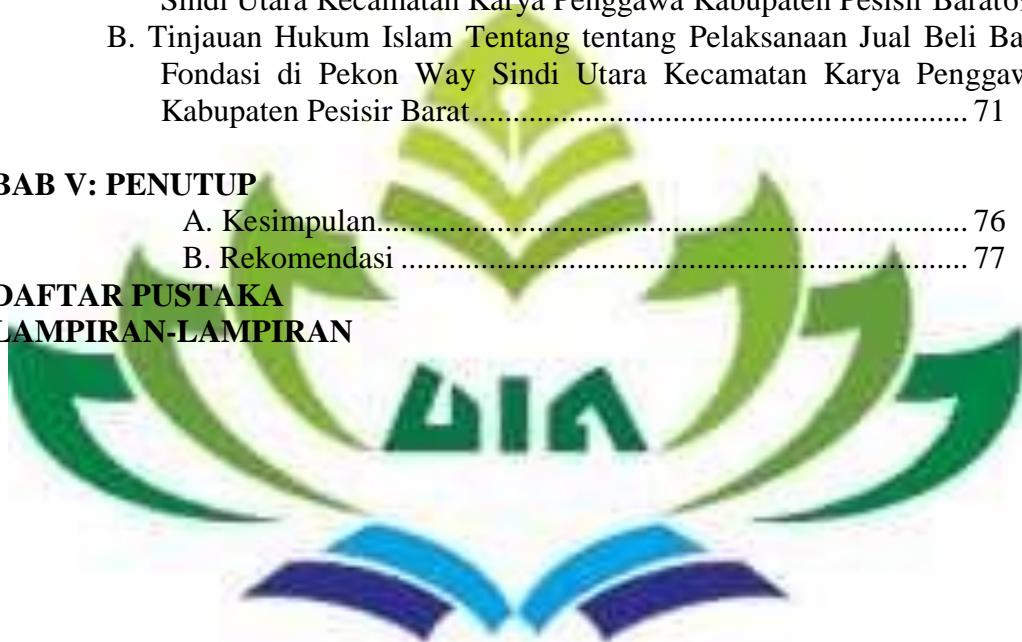 Sindi Utara Kecamatan Karya Penggawa Kabupaten Pesisir Barat
B. Tinjauan Hukum Islam Tentang tentang Pelaksanaan Jual Beli Ba
Fondasi di Pekon Way Sindi Utara Kecamatan Karya Penggaw
Kabupaten Pesisir Barat.................................................................. 71
BAB V: PENUTUP
A. Kesimpulan............................................................................... 76
B. Rekomendasi ............................................................................ 77
DAFTAR PUSTAKA
LAMPIRAN-LAMPIRAN
UIN